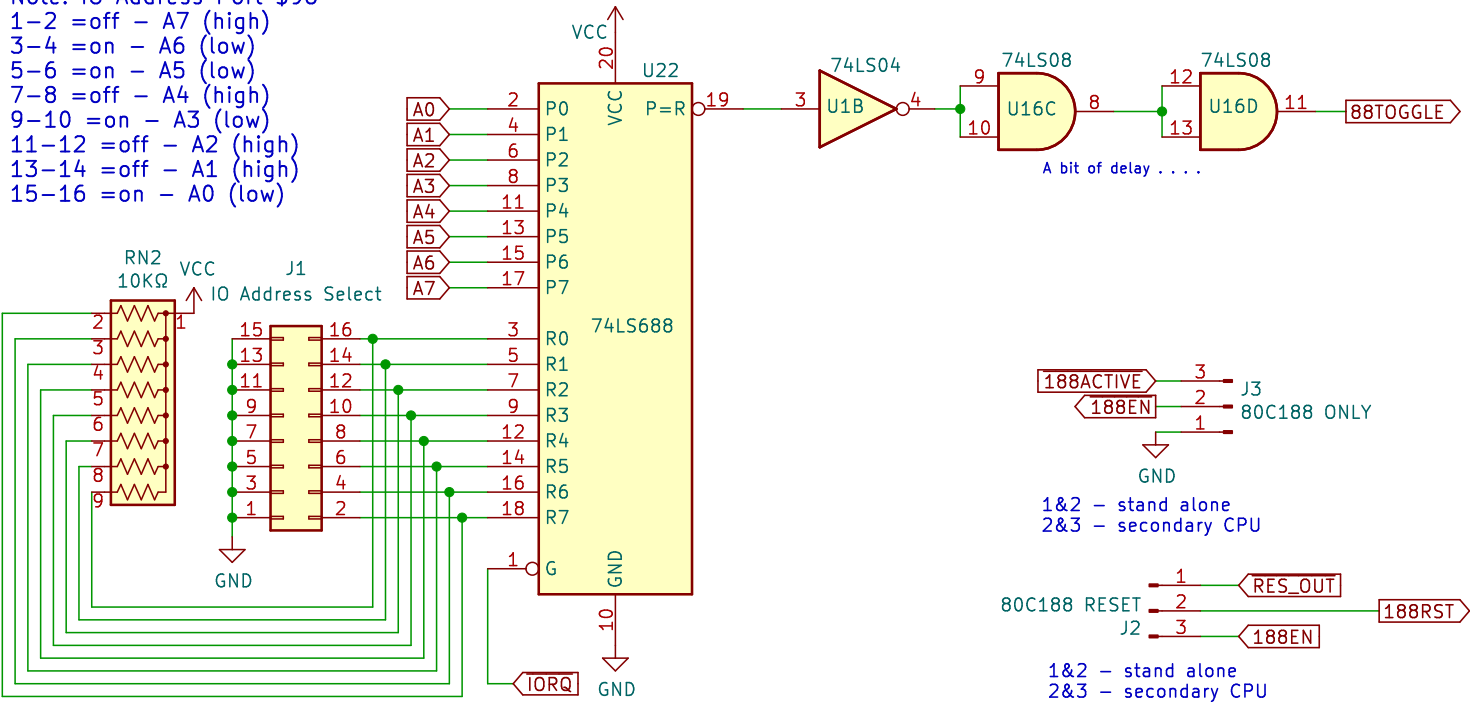 Note: IO Address Port $96
1-2 =off - A7 (high)
3-4 =on - A6 (low)
5-6 =on - A5 (low)
7-8 =off - A4 (high)
9-10 =on - A3 (low)
11-12 =off - A2 (high)
13-14 =off - A1 (high)
15-16 =on - A0 (low)
VCC
20
U22
74LS688
VCC
GND
10
GND
A0 2 P0
A1 4 P1
A2 6 P2
A3 8 P3
A4 11 P4
A5 13 P5
A6 15 P6
A7 17 P7
3 R0
5 R1
7 R2
9 R3
12 R4
14 R5
16 R6
18 R7
1 G
IORQ
P=R 19
74LS04
3 U1B 4
74LS08
9
10
U16C 8
74LS08
12
13
U16D 11
88TOGGLE
A bit of delay . . . .
RN2
10KΩ
VCC
1
2
3
4
5
6
7
8
9
J1
IO Address Select
15 16
13 14
11 12
9 10
7 8
5 6
3 4
1 2
GND
188ACTIVE 3
188EN 2
1
J3
80C188 ONLY
GND
1&2 - stand alone
2&3 - secondary CPU
1 RES_OUT
80C188 RESET 2 188RST
J2 3 188EN
1&2 - stand alone
2&3 - secondary CPU